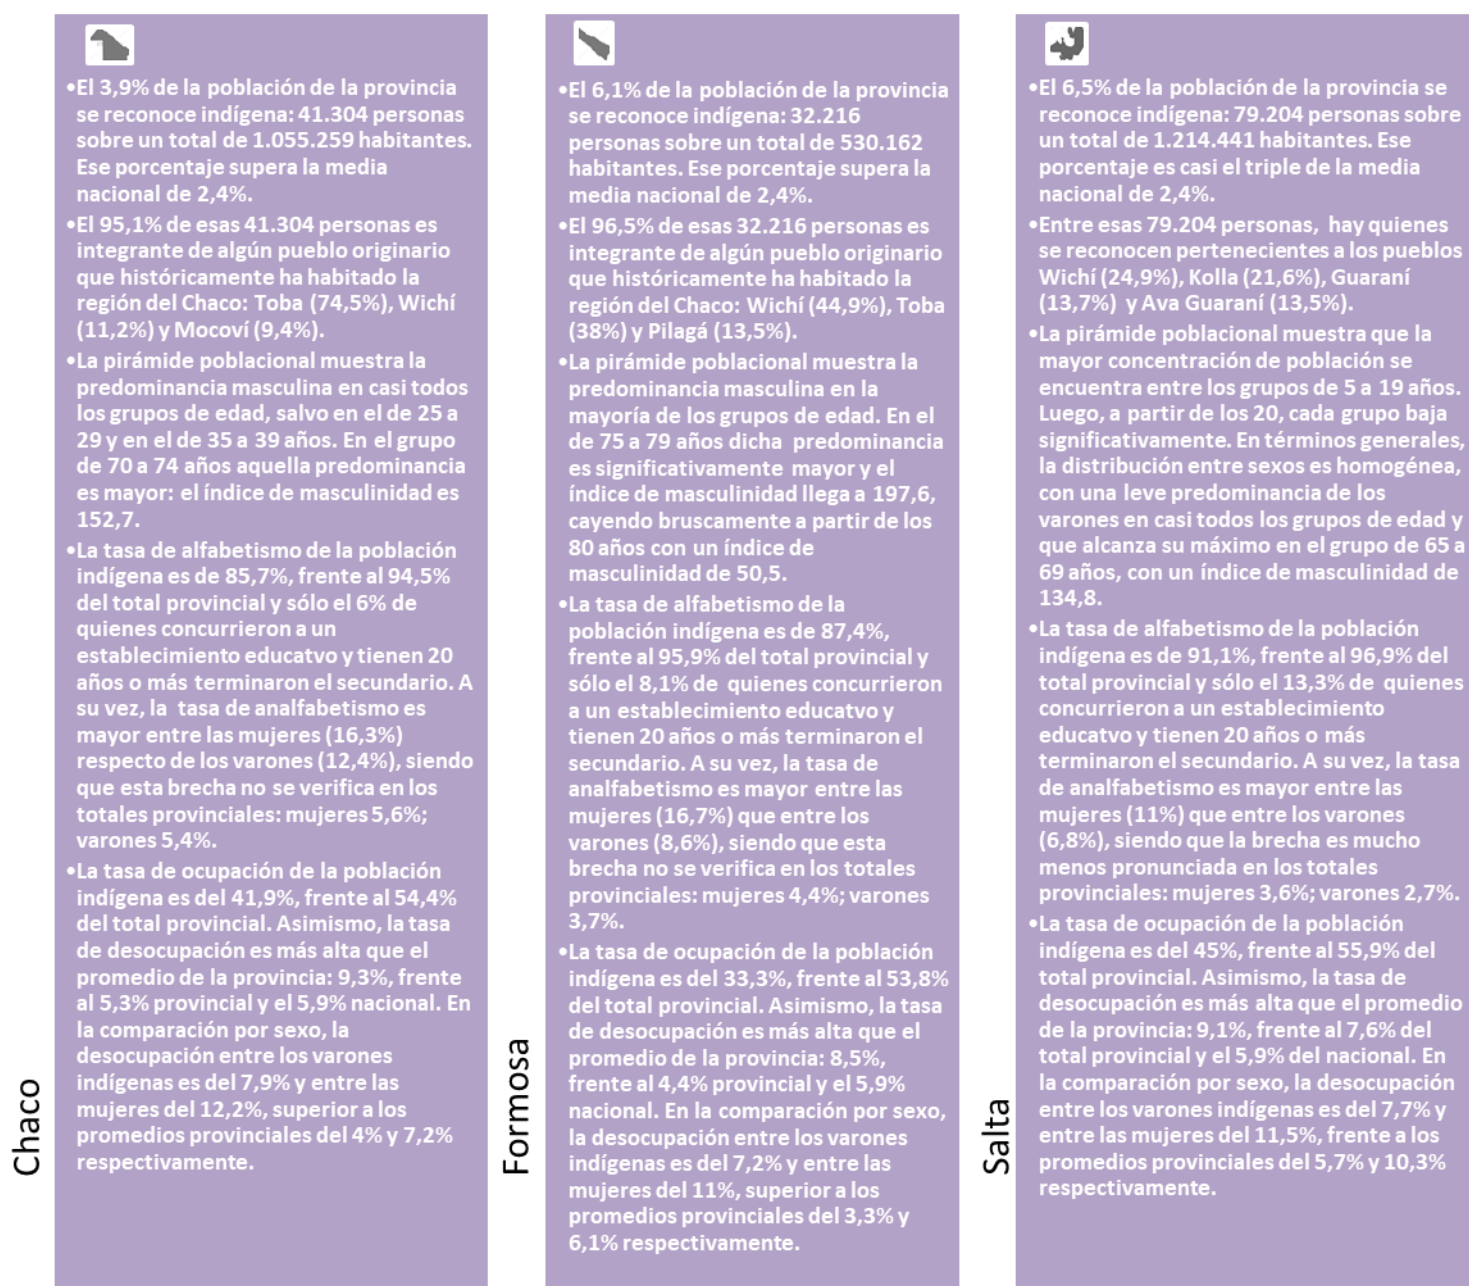 Chaco
•El 3,9% de la población de la provincia
se reconoce indígena: 41.304 personas
sobre un total de 1.055.259 habitantes.
Ese porcentaje supera la media
nacional de 2,4%.
•El 95,1% de esas 41.304 personas es
integrante de algún pueblo originario
que históricamente ha habitado la
región del Chaco: Toba (74,5%), Wichí
(11,2%) y Mocoví (9,4%).
•La pirámide poblacional muestra la
predominancia masculina en casi todos
los grupos de edad, salvo en el de 25 a
29 y en el de 35 a 39 años. En el grupo
de 70 a 74 años aquella predominancia
es mayor: el índice de masculinidad es
152,7.
•La tasa de alfabetismo de la población
indígena es de 85,7%, frente al 94,5%
del total provincial y sólo el 6% de
quienes concurrieron a un
establecimiento educatvo y tienen 20
años o más terminaron el secundario. A
su vez, la tasa de analfabetismo es
mayor entre las mujeres (16,3%)
respecto de los varones (12,4%), siendo
que esta brecha no se verifica en los
totales provinciales: mujeres 5,6%;
varones 5,4%.
•La tasa de ocupación de la población
indígena es del 41,9%, frente al 54,4%
del total provincial. Asimismo, la tasa
de desocupación es más alta que el
promedio de la provincia: 9,3%, frente
al 5,3% provincial y el 5,9% nacional. En
la comparación por sexo, la
desocupación entre los varones
indígenas es del 7,9% y entre las
mujeres del 12,2%, superior a los
promedios provinciales del 4% y 7,2%
respectivamente.
Formosa
•El 6,1% de la población de la provincia
se reconoce indígena: 32.216
personas sobre un total de 530.162
habitantes. Ese porcentaje supera la
media nacional de 2,4%.
•El 96,5% de esas 32.216 personas es
integrante de algún pueblo originario
que históricamente ha habitado la
región del Chaco: Wichí (44,9%), Toba
(38%) y Pilagá (13,5%).
•La pirámide poblacional muestra la
predominancia masculina en la
mayoría de los grupos de edad. En el
de 75 a 79 años dicha predominancia
es significativamente mayor y el
índice de masculinidad llega a 197,6,
cayendo bruscamente a partir de los
80 años con un índice de
masculinidad de 50,5.
•La tasa de alfabetismo de la
población indígena es de 87,4%,
frente al 95,9% del total provincial y
sólo el 8,1% de quienes concurrieron
a un establecimiento educatvo y
tienen 20 años o más terminaron el
secundario. A su vez, la tasa de
analfabetismo es mayor entre las
mujeres (16,7%) que entre los
varones (8,6%), siendo que esta
brecha no se verifica en los totales
provinciales: mujeres 4,4%; varones
3,7%.
•La tasa de ocupación de la población
indígena es del 33,3%, frente al 53,8%
del total provincial. Asimismo, la tasa
de desocupación es más alta que el
promedio de la provincia: 8,5%,
frente al 4,4% provincial y el 5,9%
nacional. En la comparación por sexo,
la desocupación entre los varones
indígenas es del 7,2% y entre las
mujeres del 11%, superior a los
promedios provinciales del 3,3% y
6,1% respectivamente.
Salta
•El 6,5% de la población de la provincia se
reconoce indígena: 79.204 personas sobre
un total de 1.214.441 habitantes. Ese
porcentaje es casi el triple de la media
nacional de 2,4%.
•Entre esas 79.204 personas, hay quienes
se reconocen pertenecientes a los pueblos
Wichí (24,9%), Kolla (21,6%), Guaraní
(13,7%) y Ava Guaraní (13,5%).
•La pirámide poblacional muestra que la
mayor concentración de población se
encuentra entre los grupos de 5 a 19 años.
Luego, a partir de los 20, cada grupo baja
significativamente. En términos generales,
la distribución entre sexos es homogénea,
con una leve predominancia de los
varones en casi todos los grupos de edad y
que alcanza su máximo en el grupo de 65 a
69 años, con un índice de masculinidad de
134,8.
•La tasa de alfabetismo de la población
indígena es de 91,1%, frente al 96,9% del
total provincial y sólo el 13,3% de quienes
concurrieron a un establecimiento
educatvo y tienen 20 años o más
terminaron el secundario. A su vez, la tasa
de analfabetismo es mayor entre las
mujeres (11%) que entre los varones
(6,8%), siendo que la brecha es mucho
menos pronunciada en los totales
provinciales: mujeres 3,6%; varones 2,7%.
•La tasa de ocupación de la población
indígena es del 45%, frente al 55,9% del
total provincial. Asimismo, la tasa de
desocupación es más alta que el promedio
de la provincia: 9,1%, frente al 7,6% del
total provincial y el 5,9% del nacional. En
la comparación por sexo, la desocupación
entre los varones indígenas es del 7,7% y
entre las mujeres del 11,5%, frente a los
promedios provinciales del 5,7% y 10,3%
respectivamente.